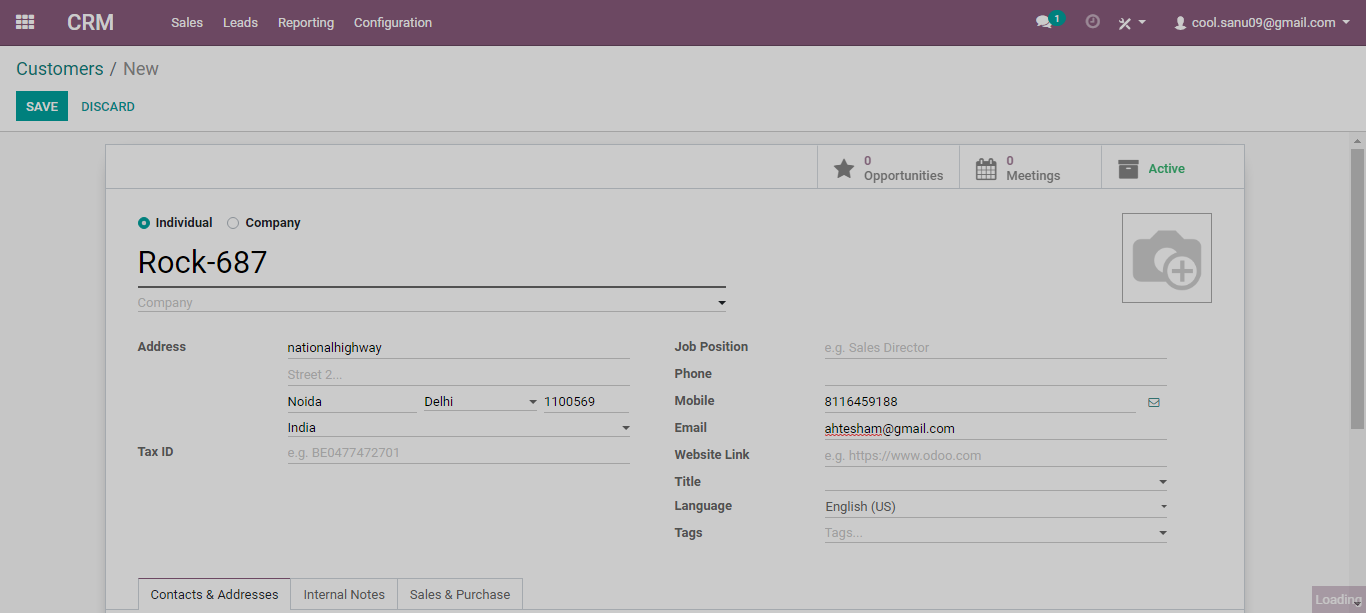 CRM Sales Leads Reporting Configuration 1 cool.sanu09@gmail.com
Customers / New
SAVE DISCARD
0 Opportunities 0 Meetings Active
Individual Company
Rock-687
Company
Address nationalhighway Job Position e.g. Sales Director
Street 2... Phone
Noida Delhi 1100569 Mobile 8116459188
India Email ahtesham@gmail.com
Tax ID e.g. BE0477472701 Website Link e.g. https://www.odoo.com
Title
Language English (US)
Tags Tags...
Contacts & Addresses Internal Notes Sales & Purchase
Loading